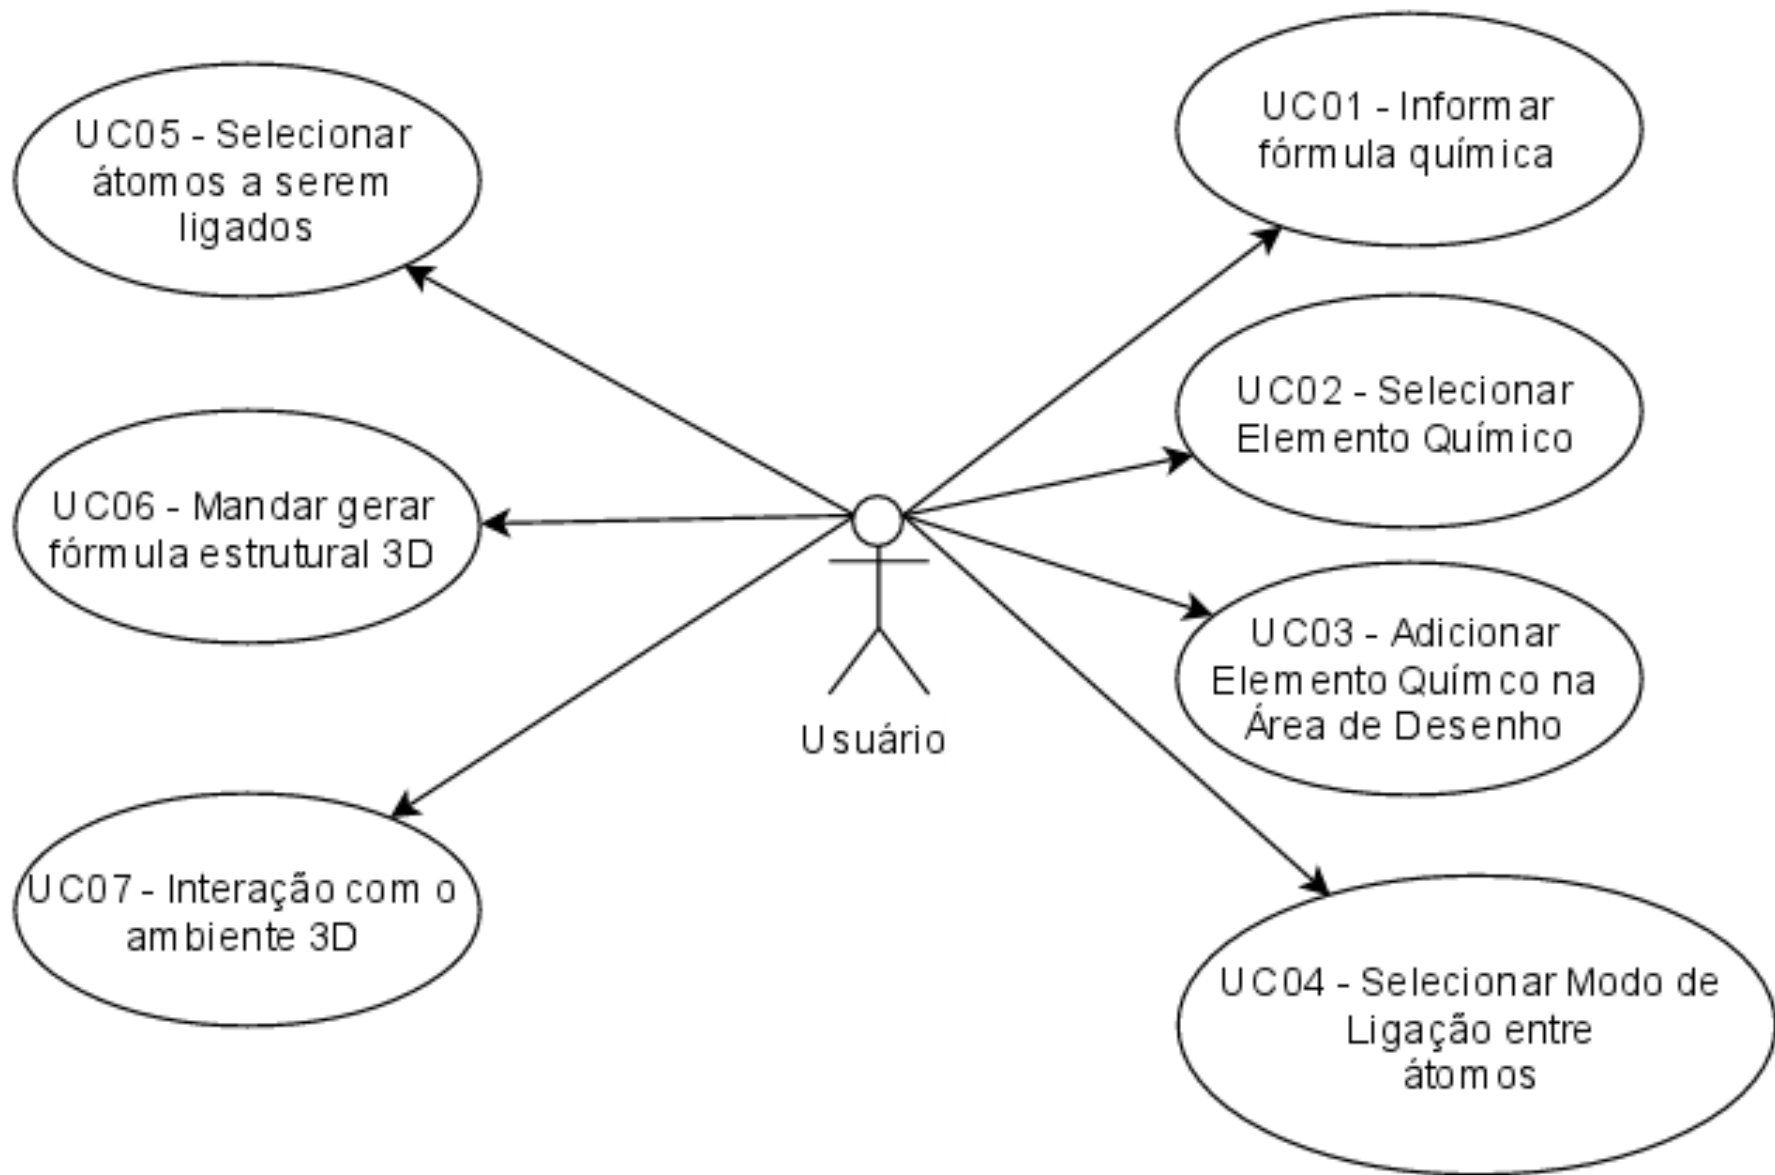 UC05 - Selecionar
átomos a serem
ligados
UC01 - Informar
fórmula química
UC02 - Selecionar
Elemento Químico
UC06 - Mandar gerar
fórmula estrutural 3D
UC03 - Adicionar
Elemento Químco na
Área de Desenho
Usuário
UC07 - Interação com o
ambiente 3D
UC04 - Selecionar Modo de
Ligação entre
átomos